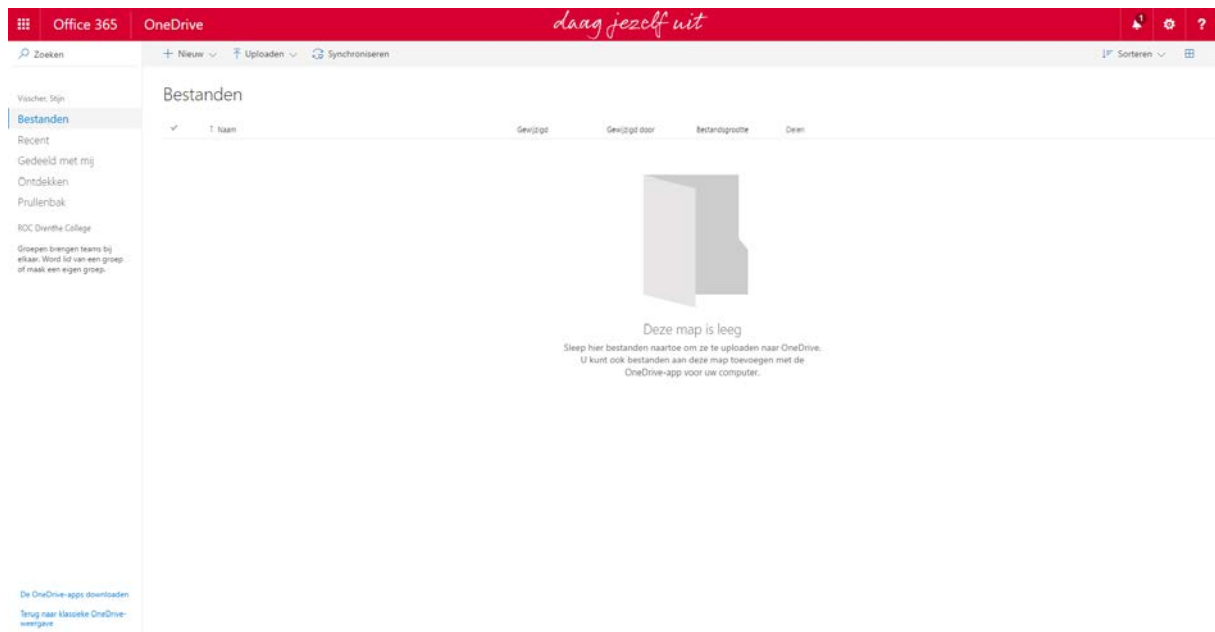 Office 365
OneDrive
daag jezelf uit
1
?
Zoeken
Nieuw
Uploaden
Synchroniseren
Sorteren
Visscher, Stijn
Bestanden
Recent
Gedeeld met mij
Ontdekken
Prullenbak
ROC Drenthe College
Groepen brengen teams bij
elkaar. Word lid van een groep
of maak een eigen groep.
Bestanden
Naam
Gewijzigd
Gewijzigd door
Bestandsgrootte
Delen
Deze map is leeg
Sleep hier bestanden naartoe om ze te uploaden naar OneDrive.
U kunt ook bestanden aan deze map toevoegen met de
OneDrive-app voor uw computer.
De OneDrive-apps downloaden
Terug naar klassieke OneDrive-
weergave